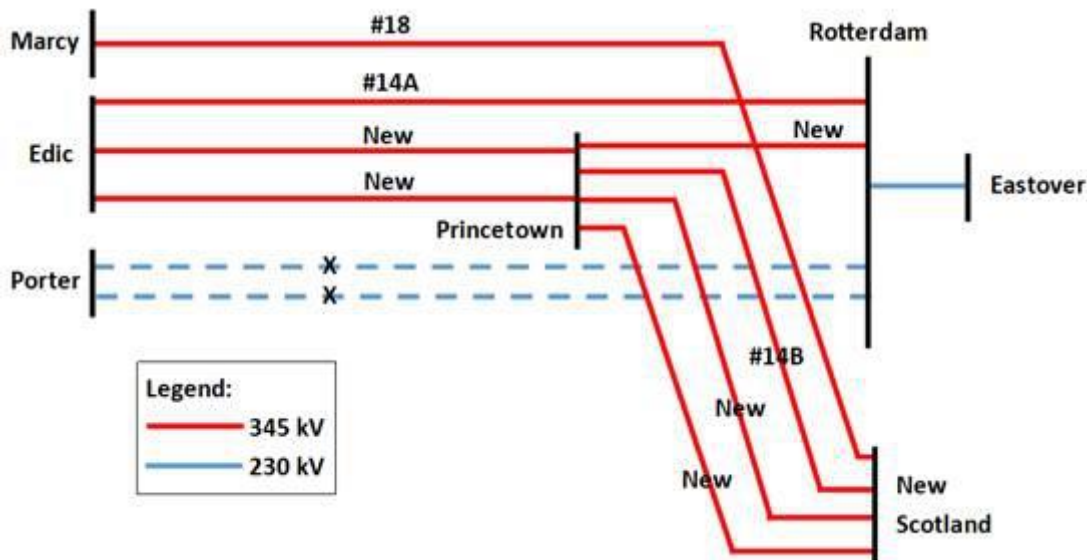 Marcy
#18
Rotterdam
#14A
New
New
Edic
New
Eastover
Princetown
Porter
X
X
#14B
Legend:
345 kV
230 kV
New
New
New
Scotland